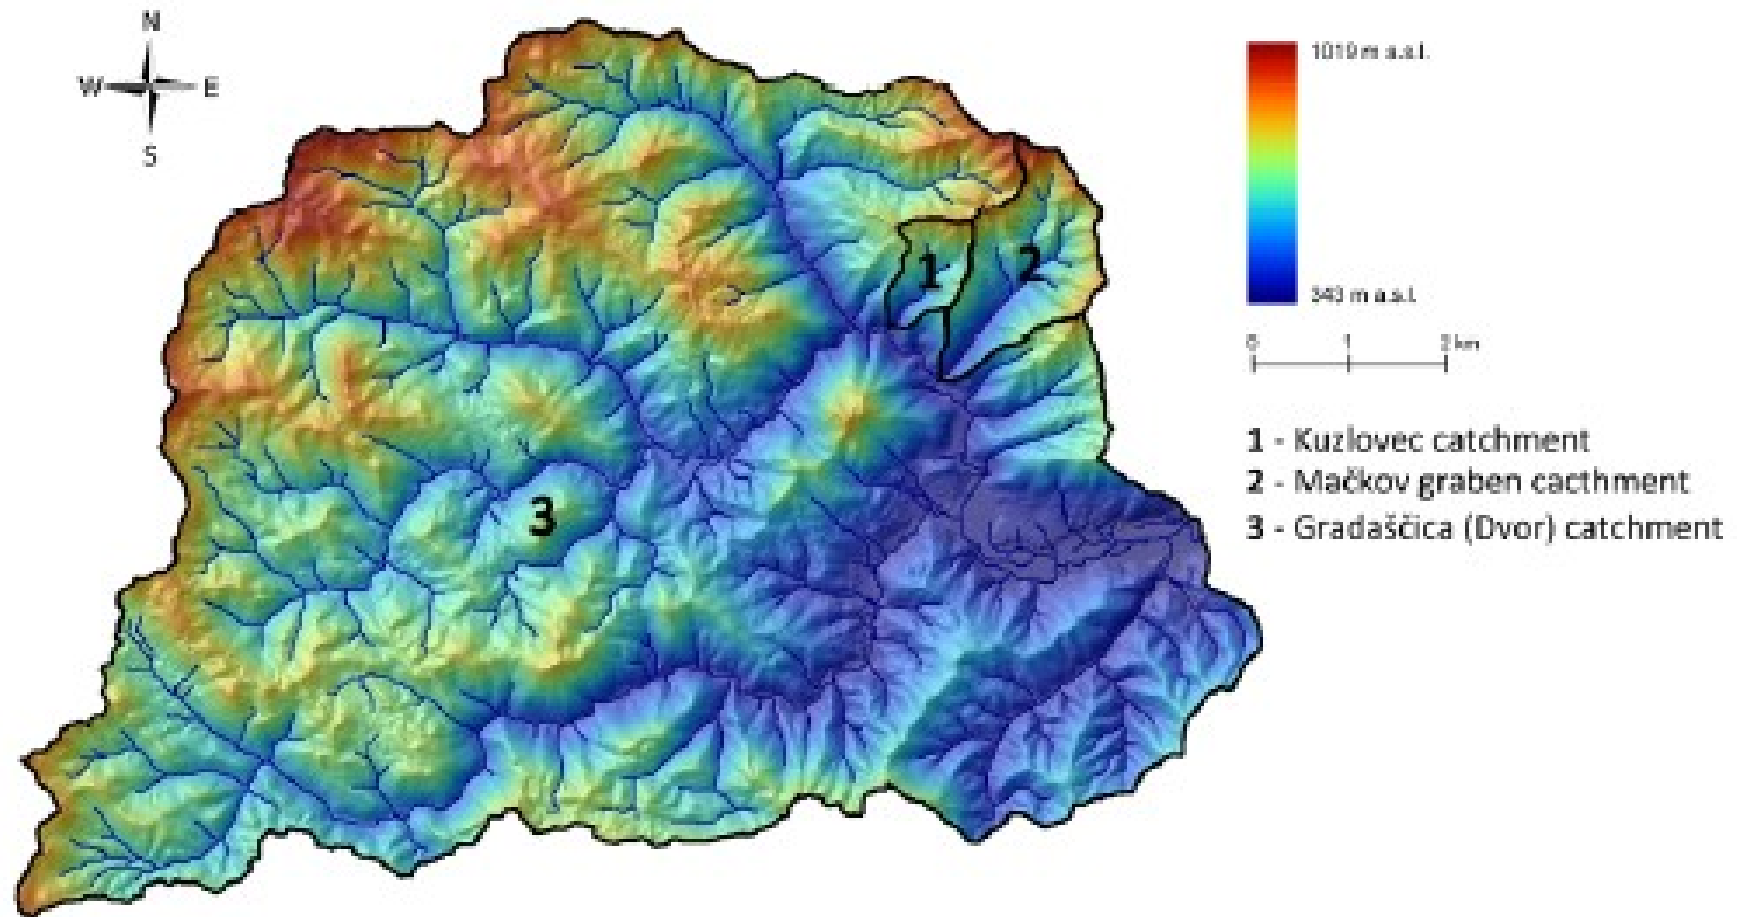 N
W E
S
1019 m a.s.l.
343 m a.s.l.
0 1 2 km
1
2
3
1 - Kuzlovec catchment
2 - Mačkov graben cacthment
3 - Gradaščica (Dvor) catchment